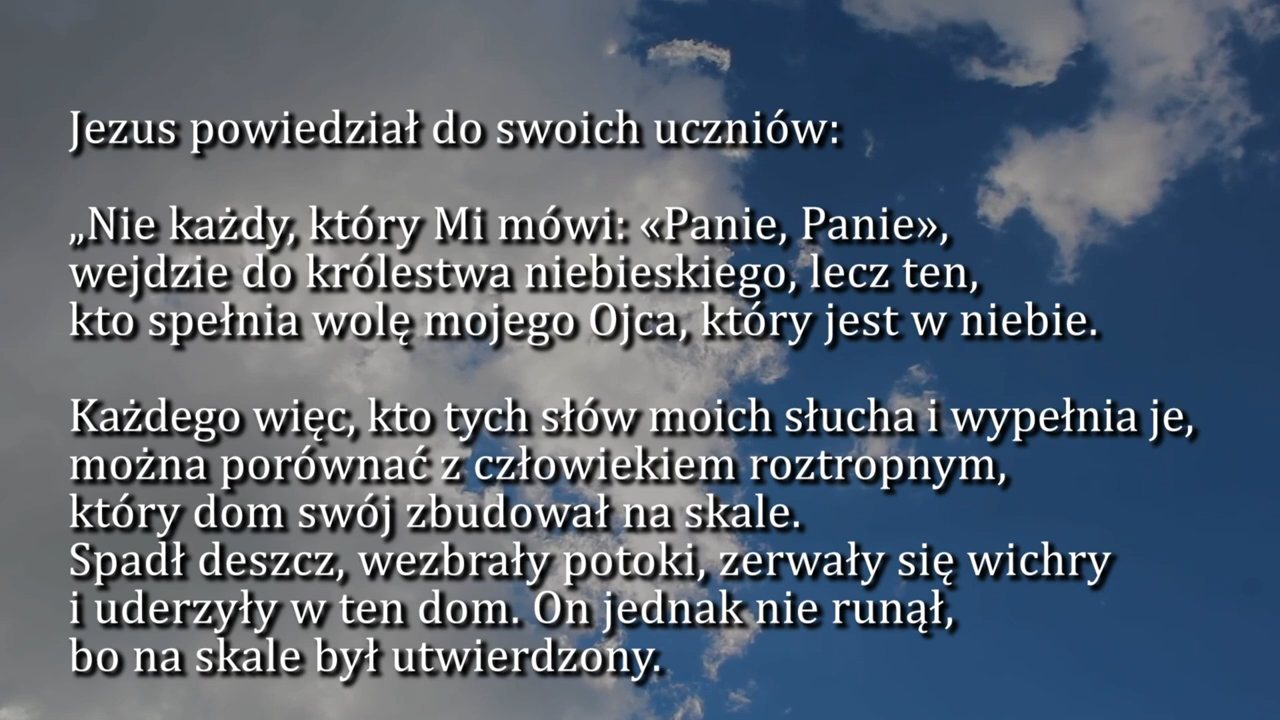 Jezus powiedział do swoich uczniów:
„Nie każdy, który Mi mówi: «Panie, Panie»,
wejdzie do królestwa niebieskiego, lecz ten,
kto spełnia wolę mojego Ojca, który jest w niebie.
Każdego więc, kto tych słów moich słucha i wypełnia je,
można porównać z człowiekiem roztropnym,
który dom swój zbudował na skale.
Spadł deszcz, wezbrały potoki, zerwały się wichry
i uderzyły w ten dom. On jednak nie runął,
bo na skale był utwierdzony.